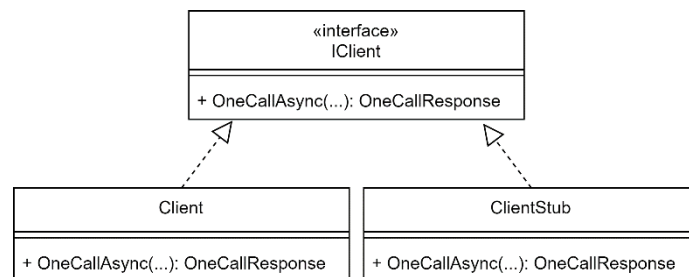 «interface»
IClient
+ OneCallAsync(...): OneCallResponse
Client
ClientStub
+ OneCallAsync(...): OneCallResponse
+ OneCallAsync(...): OneCallResponse